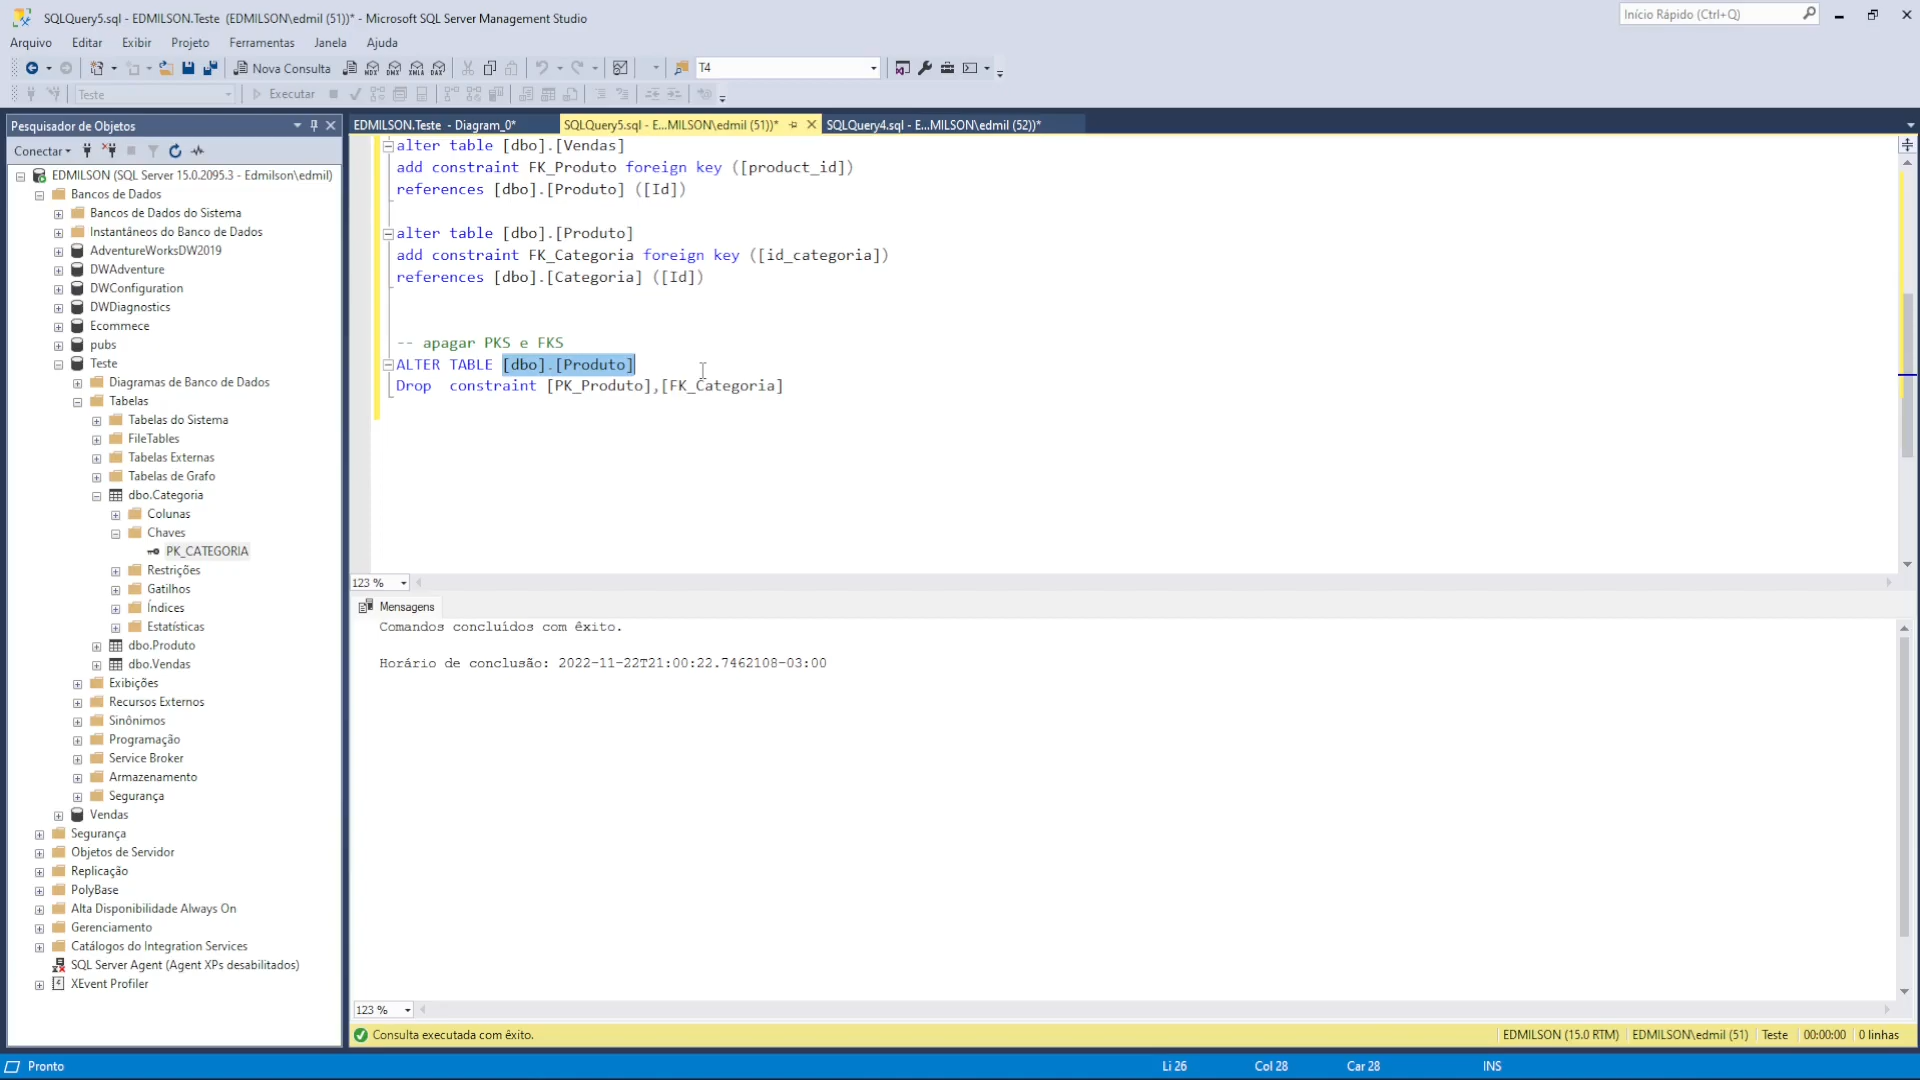 SQLQuery5.sql - EDMILSON.Teste (EDMILSON\edmil (51))* - Microsoft SQL Server Management Studio
Início Rápido (Ctrl+Q)
Arquivo Editar Exibir Projeto Ferramentas Janela Ajuda
Nova Consulta MDX DMX XMLA DAX T4
Teste Executar
Pesquisador de Objetos
EDMILSON.Teste - Diagram_0*
SQLQuery5.sql - E...MILSON\edmil (51))*
SQLQuery4.sql - E...MILSON\edmil (52))*
Conectar
EDMILSON (SQL Server 15.0.2095.3 - Edmilson\edmil)
Bancos de Dados
Bancos de Dados do Sistema
Instantâneos do Banco de Dados
AdventureWorksDW2019
DWAdventure
DWConfiguration
DWDiagnostics
Ecommece
pubs
Teste
Diagramas de Banco de Dados
Tabelas
Tabelas do Sistema
FileTables
Tabelas Externas
Tabelas de Grafo
dbo.Categoria
Colunas
Chaves
PK_CATEGORIA
Restrições
Gatilhos
Índices
Estatísticas
dbo.Produto
dbo.Vendas
Exibições
Recursos Externos
Sinônimos
Programação
Service Broker
Armazenamento
Segurança
Vendas
Segurança
Objetos de Servidor
Replicação
PolyBase
Alta Disponibilidade Always On
Gerenciamento
Catálogos do Integration Services
SQL Server Agent (Agent XPs desabilitados)
XEvent Profiler
alter table [dbo].[Vendas]
add constraint FK_Produto foreign key ([product_id])
references [dbo].[Produto] ([Id])
alter table [dbo].[Produto]
add constraint FK_Categoria foreign key ([id_categoria])
references [dbo].[Categoria] ([Id])
-- apagar PKS e FKS
ALTER TABLE [dbo].[Produto]
Drop constraint [PK_Produto],[FK_Categoria]
123 %
Mensagens
Comandos concluídos com êxito.
Horário de conclusão: 2022-11-22T21:00:22.7462108-03:00
123 %
Consulta executada com êxito.
EDMILSON (15.0 RTM) EDMILSON\edmil (51) Teste 00:00:00 0 linhas
Pronto
Li 26 Col 28 Car 28 INS